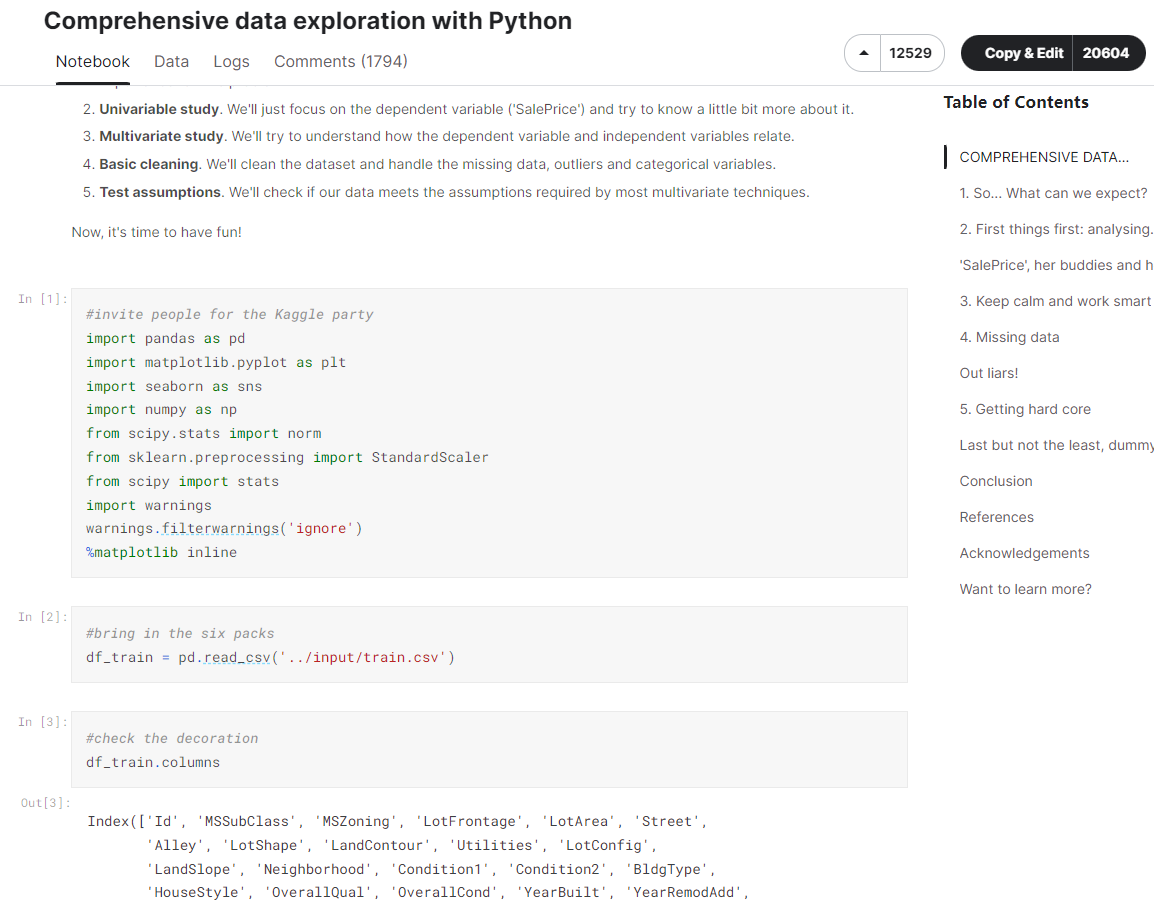 Comprehensive data exploration with Python
Notebook Data Logs Comments (1794)
12529
Copy & Edit 20604
2. Univariable study. We'll just focus on the dependent variable ('SalePrice') and try to know a little bit more about it.
3. Multivariate study. We'll try to understand how the dependent variable and independent variables relate.
4. Basic cleaning. We'll clean the dataset and handle the missing data, outliers and categorical variables.
5. Test assumptions. We'll check if our data meets the assumptions required by most multivariate techniques.
Now, it's time to have fun!
In [1]:
#invite people for the Kaggle party
import pandas as pd
import matplotlib.pyplot as plt
import seaborn as sns
import numpy as np
from scipy.stats import norm
from sklearn.preprocessing import StandardScaler
from scipy import stats
import warnings
warnings.filterwarnings('ignore')
%matplotlib inline
In [2]:
#bring in the six packs
df_train = pd.read_csv('../input/train.csv')
In [3]:
#check the decoration
df_train.columns
Out[3]:
Index(['Id', 'MSSubClass', 'MSZoning', 'LotFrontage', 'LotArea', 'Street',
'Alley', 'LotShape', 'LandContour', 'Utilities', 'LotConfig',
'LandSlope', 'Neighborhood', 'Condition1', 'Condition2', 'BldgType',
'HouseStyle', 'OverallQual', 'OverallCond', 'YearBuilt', 'YearRemodAdd',
Table of Contents
COMPREHENSIVE DATA...
1. So... What can we expect?
2. First things first: analysing.
'SalePrice', her buddies and h
3. Keep calm and work smart
4. Missing data
Out liars!
5. Getting hard core
Last but not the least, dummy
Conclusion
References
Acknowledgements
Want to learn more?